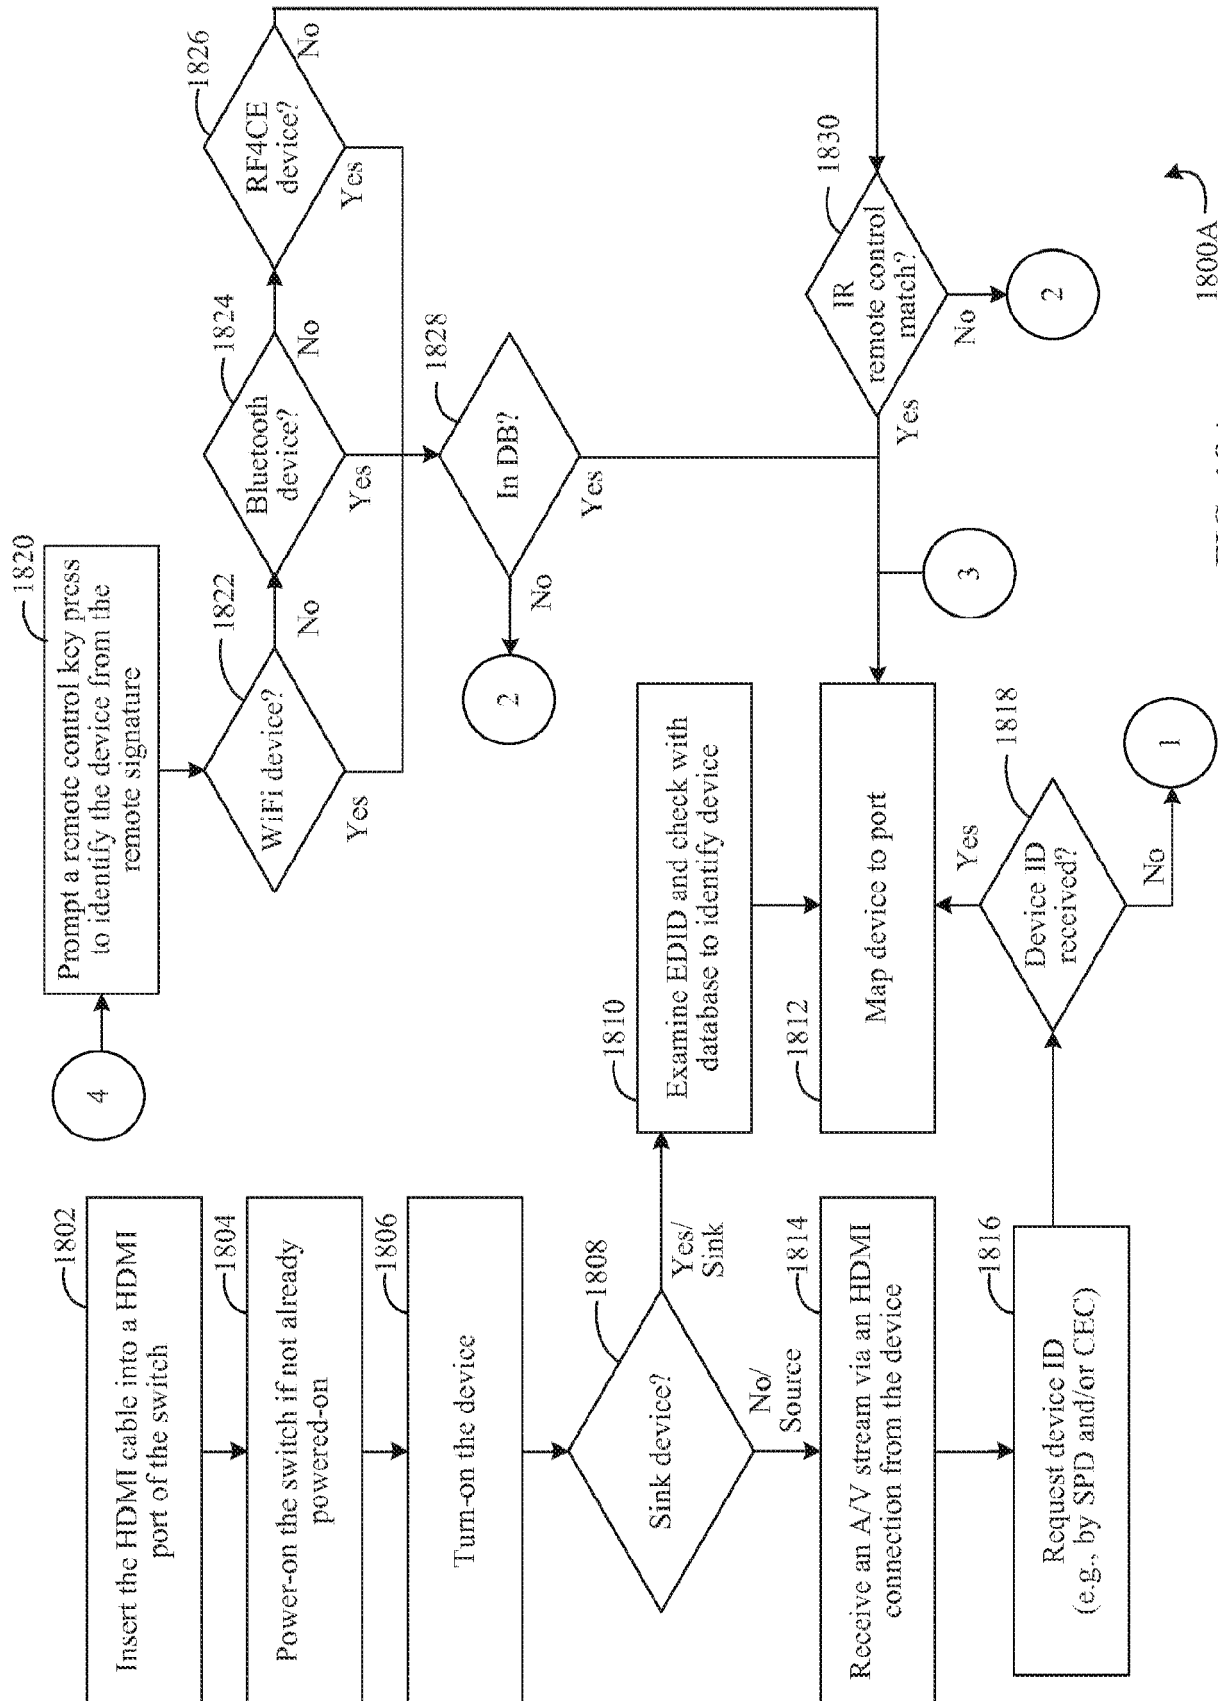 1802
Insert the HDMI cable into a HDMI
port of the switch
1804
Power-on the switch if not already
powered-on
1806
Turn-on the device
1808
Sink device?
Yes/
Sink
No/
Source
1810
Examine EDID and check with
database to identify device
1812
Map device to port
1814
Receive an A/V stream via an HDMI
connection from the device
1816
Request device ID
(e.g., by SPD and/or CEC)
1818
Device ID
received?
Yes
No
1
4
1820
Prompt a remote control key press
to identify the device from the
remote signature
1822
WiFi device?
No
Yes
1824
Bluetooth
device?
No
Yes
1826
RF4CE
device?
No
Yes
1828
In DB?
No
Yes
2
1830
IR
remote control
match?
Yes
No
2
3
1800A